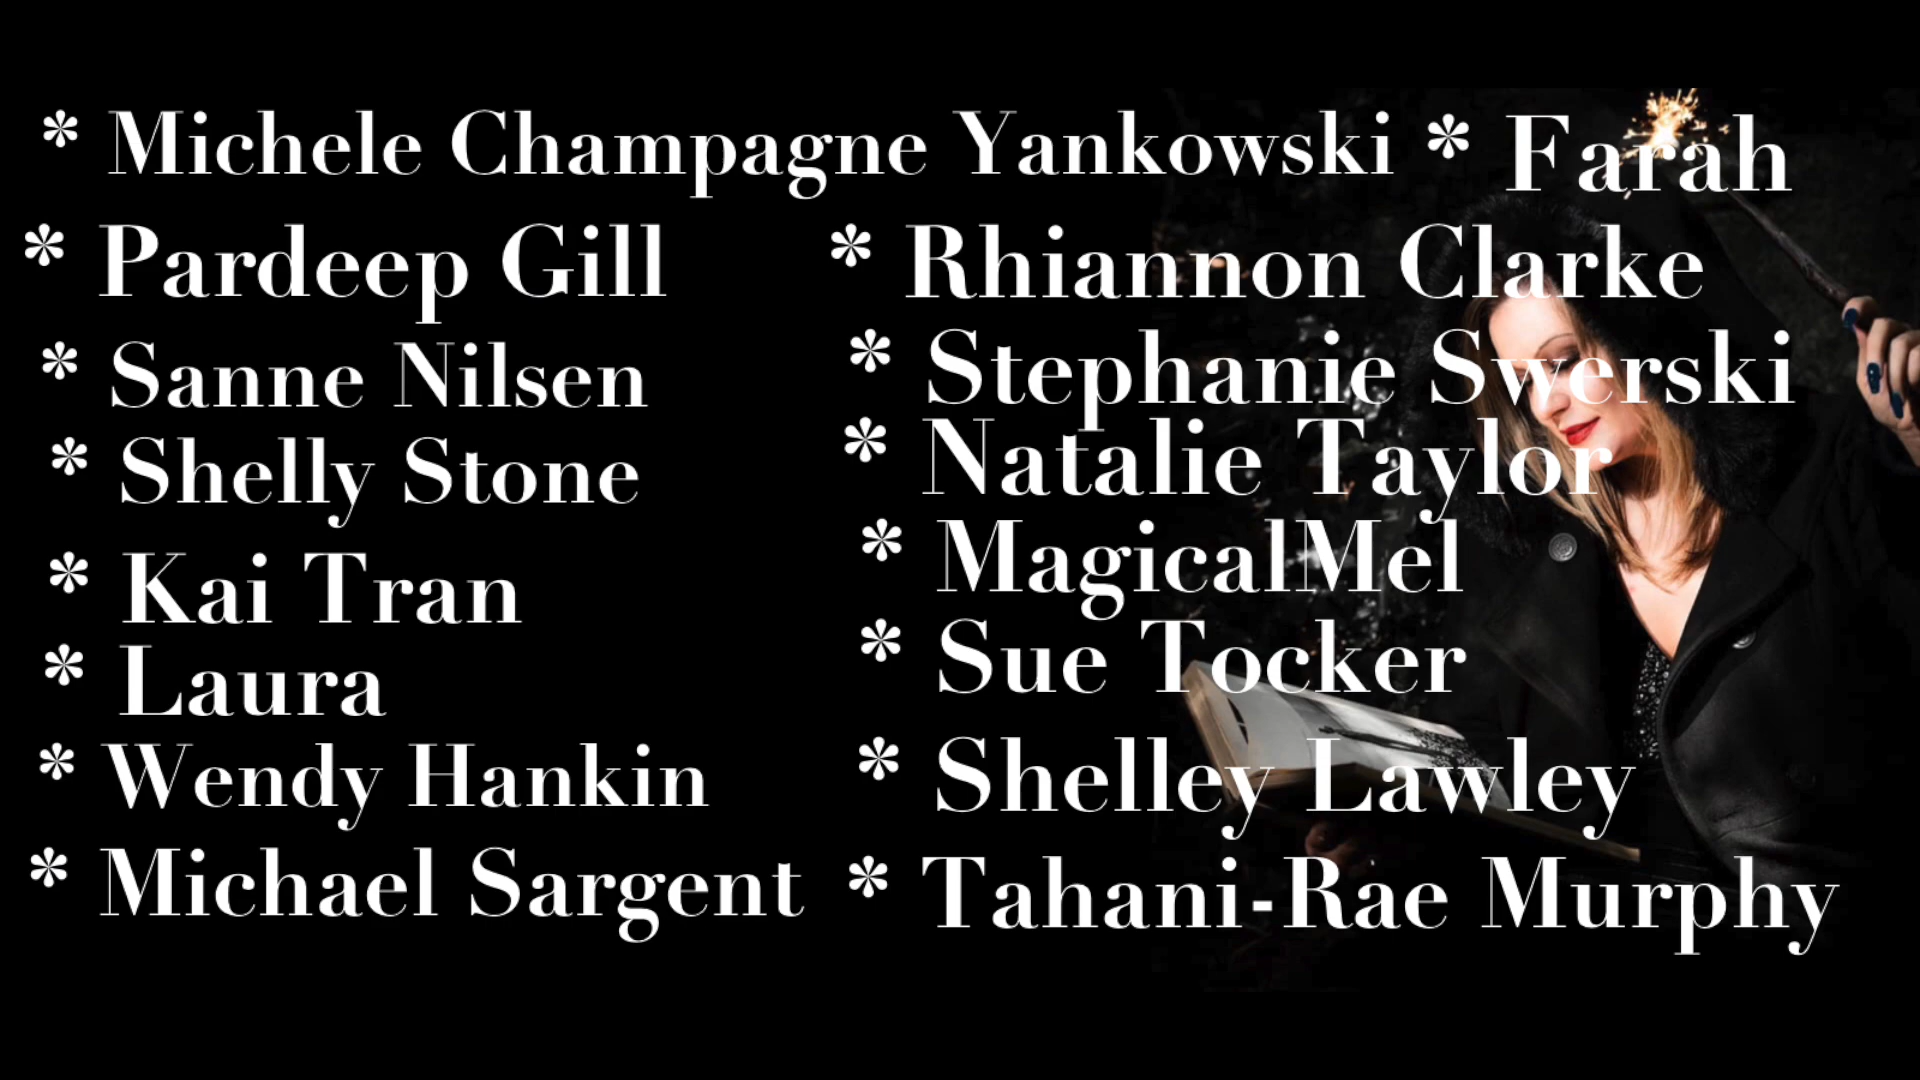 * Michele Champagne Yankowski * Farah
* Pardeep Gill * Rhiannon Clarke
* Sanne Nilsen * Stephanie Swerski
* Shelly Stone * Natalie Taylor
* Kai Tran * MagicalMel
* Laura * Sue Tocker
* Wendy Hankin * Shelley Lawley
* Michael Sargent * Tahani-Rae Murphy